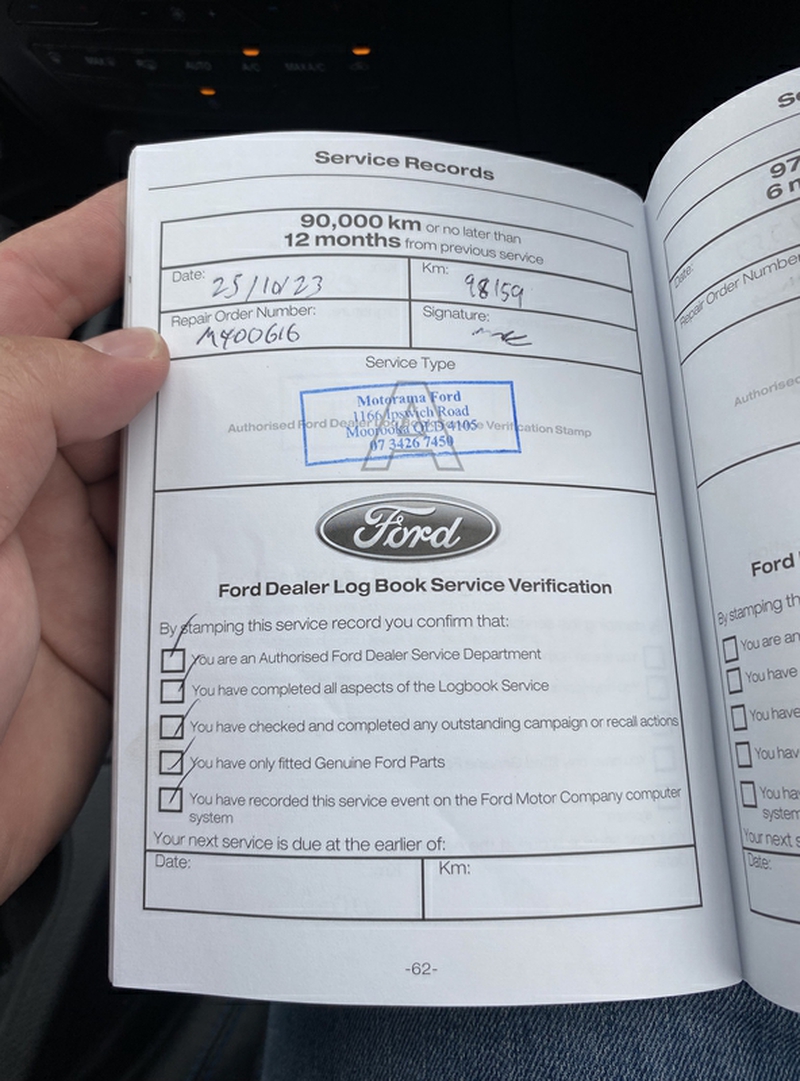 MAX
AUTO
A/C
MAX A/C
Service Records
90,000 km or no later than
12 months from previous service
Date: 25/10/23
Km: 98159
Repair Order Number:
M400616
Signature:
Service Type
A
Authorised Ford Dealer Verification Stamp
Motorama Ford
1166 Ipswich Road
Moorooka QLD 4105
07 3426 7450
Ford
Ford Dealer Log Book Service Verification
By stamping this service record you confirm that:
You are an Authorised Ford Dealer Service Department
You have completed all aspects of the Logbook Service
You have checked and completed any outstanding campaign or recall actions
You have only fitted Genuine Ford Parts
You have recorded this service event on the Ford Motor Company computer
system
Your next service is due at the earlier of:
Date:
Km:
-62-
97
6
Date:
Repair Order Number
Authorised
Ford
By stamping
You are an
You have
You have
You hav
You ha
system
Your next s
Date: